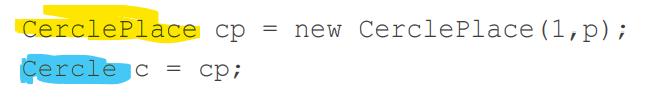 CerclePlace cp = new CerclePlace(1,p);
Cercle c = cp;